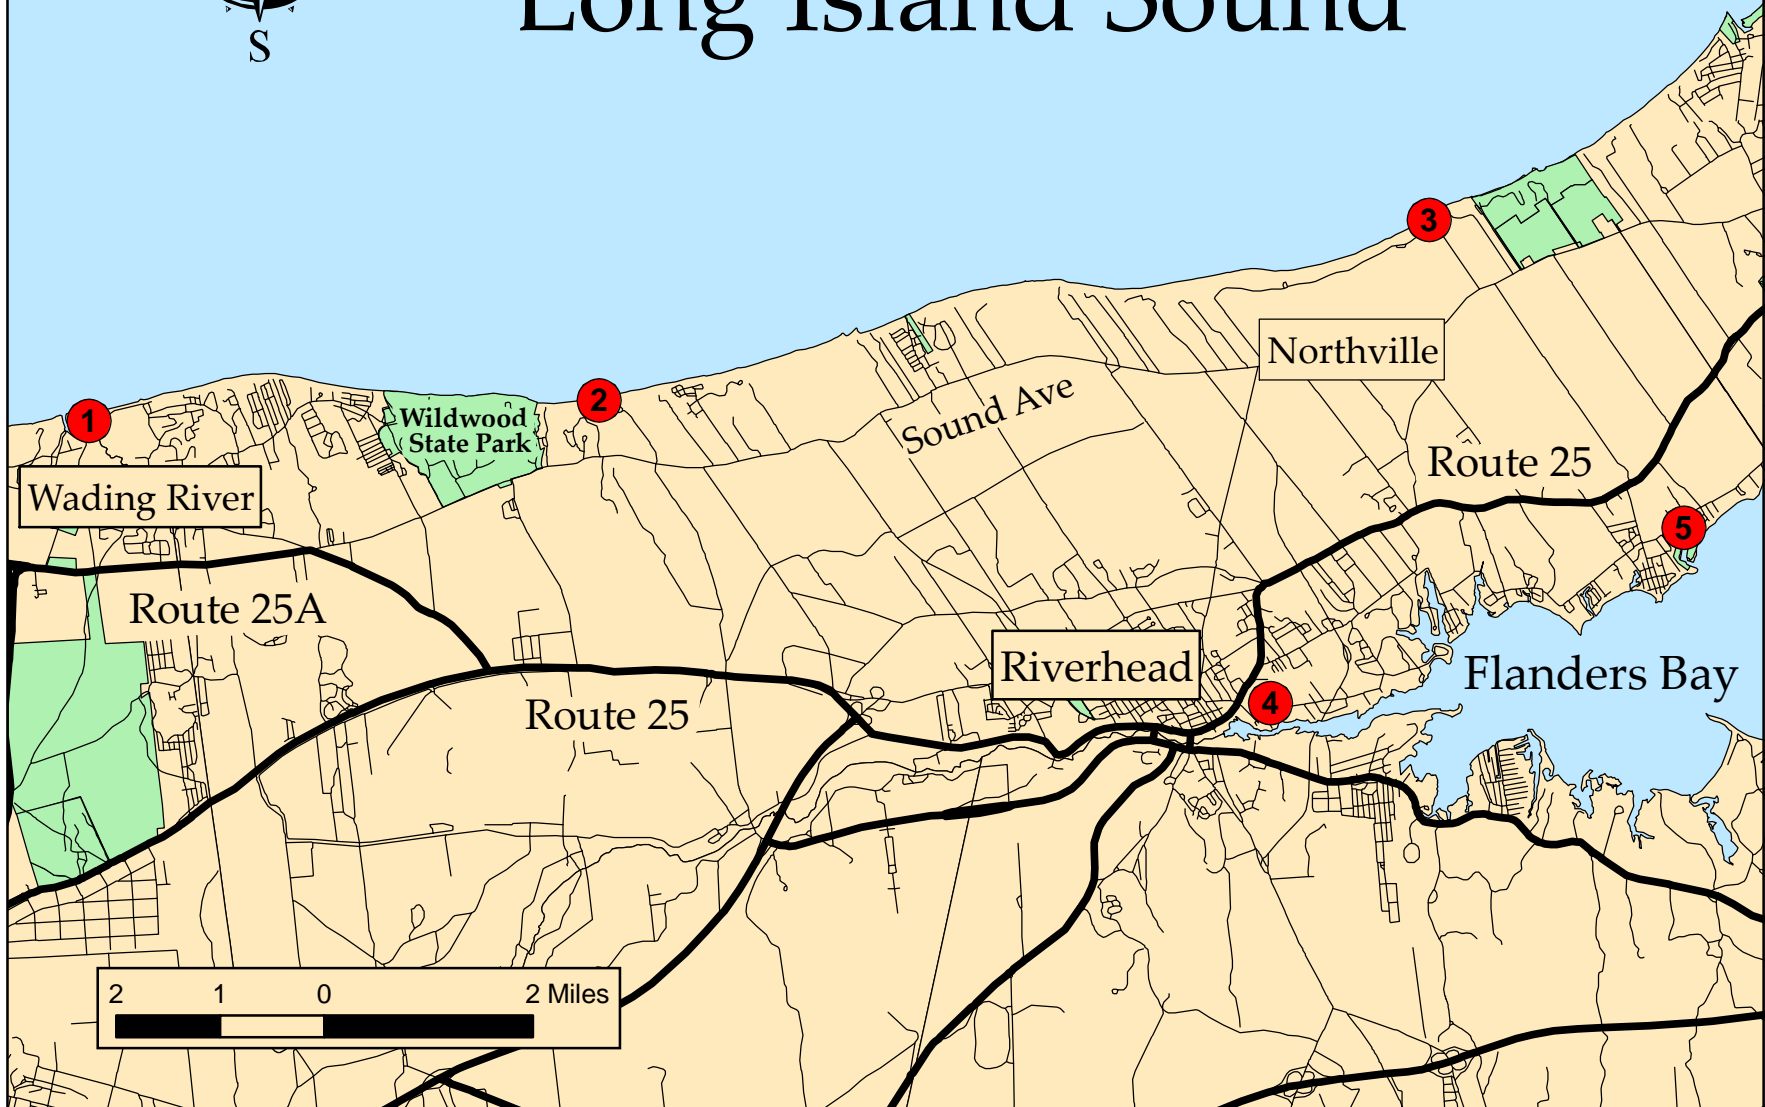 Long Island Sound
S
3
Northville
2
1
Wildwood
State Park
Sound Ave
Route 25
Wading River
5
Route 25A
Riverhead
Flanders Bay
4
Route 25
2 1 0 2 Miles